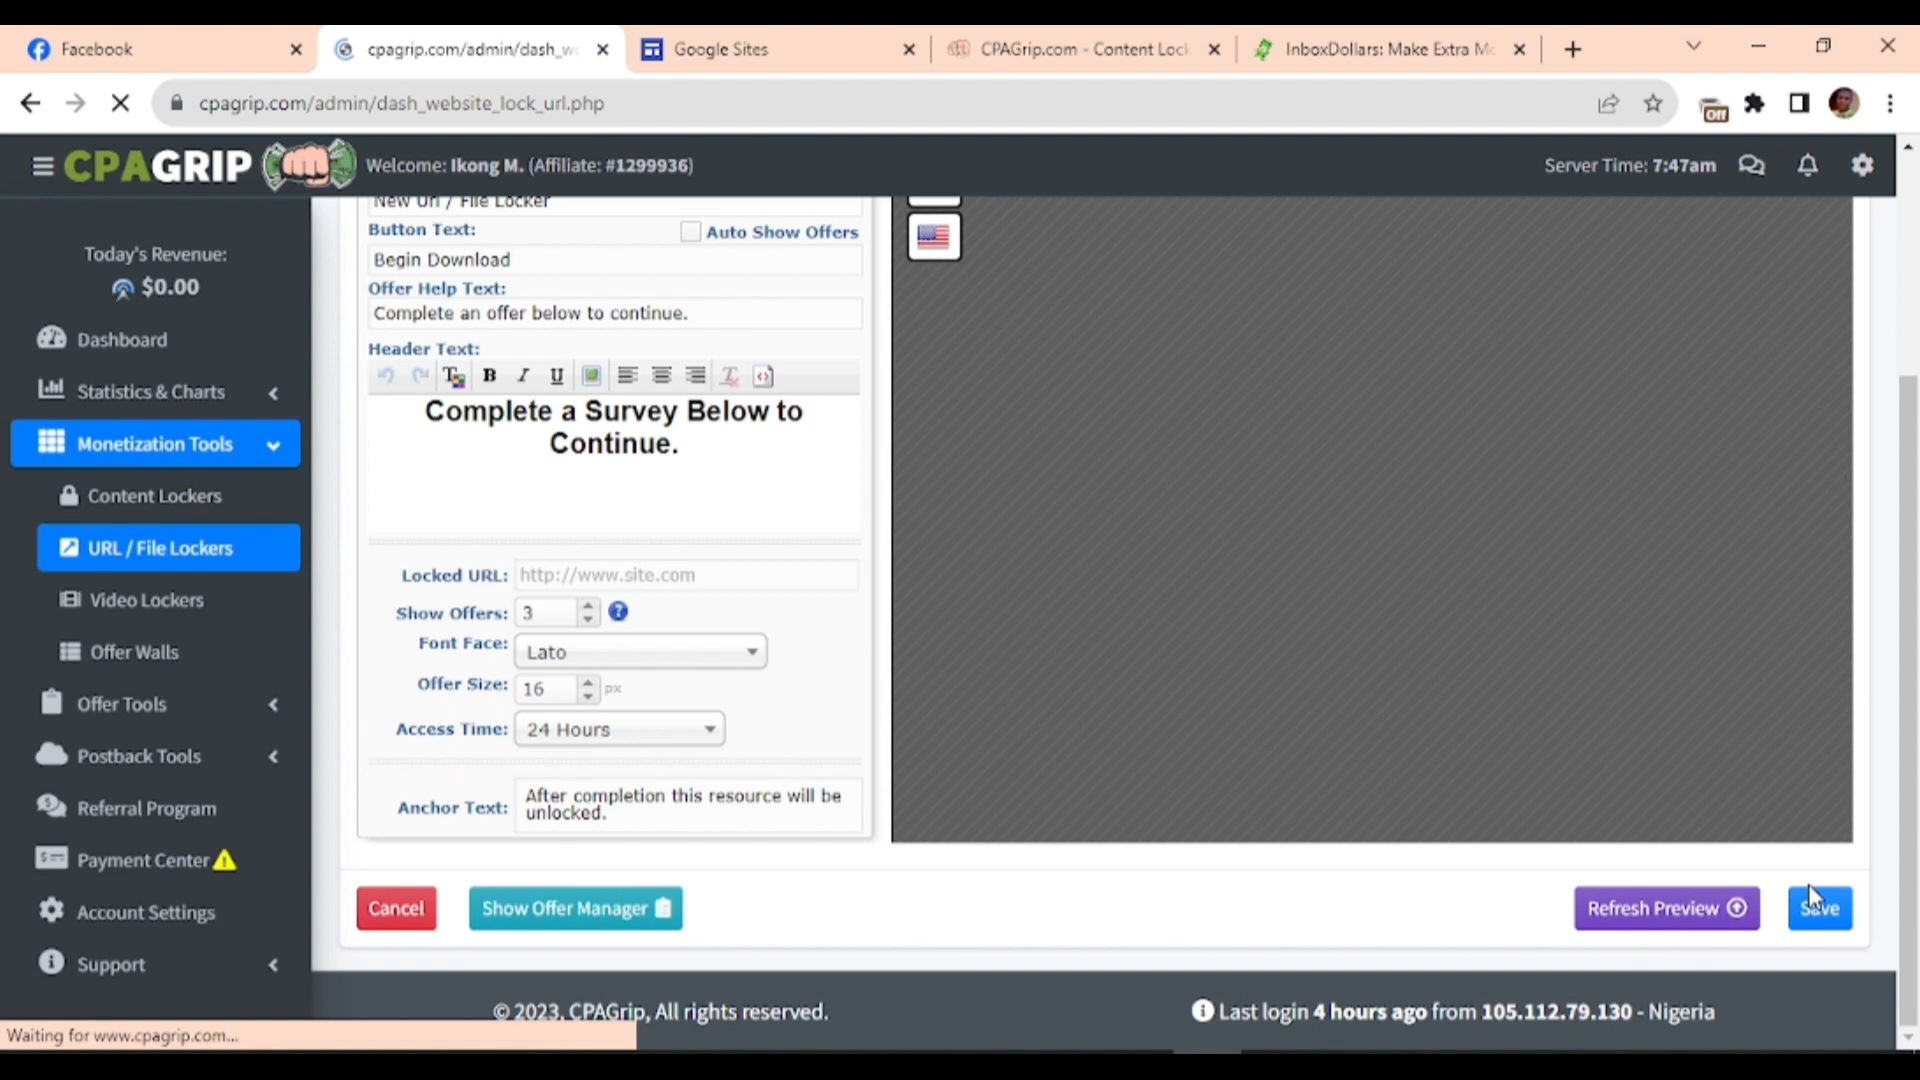 Facebook
cpagrip.com/admin/dash_w
Google Sites
CPAGrip.com - Content Loc
InboxDollars: Make Extra M
cpagrip.com/admin/dash_website_lock_url.php
Off
CPAGRIP
Welcome: Ikong M. (Affiliate: #1299936)
Server Time: 7:47am
Today's Revenue:
$0.00
Dashboard
Statistics & Charts
Monetization Tools
Content Lockers
URL / File Lockers
Video Lockers
Offer Walls
Offer Tools
Postback Tools
Referral Program
Payment Center
Account Settings
Support
New Url / File Locker
Button Text:
Auto Show Offers
Begin Download
Offer Help Text:
Complete an offer below to continue.
Header Text:
B I U
Complete a Survey Below to
Continue.
Locked URL: http://www.site.com
Show Offers: 3
Font Face: Lato
Offer Size: 16 px
Access Time: 24 Hours
Anchor Text: After completion this resource will be
unlocked.
Cancel
Show Offer Manager
Refresh Preview
Save
© 2023, CPAGrip, All rights reserved.
Last login 4 hours ago from 105.112.79.130 - Nigeria
Waiting for www.cpagrip.com...